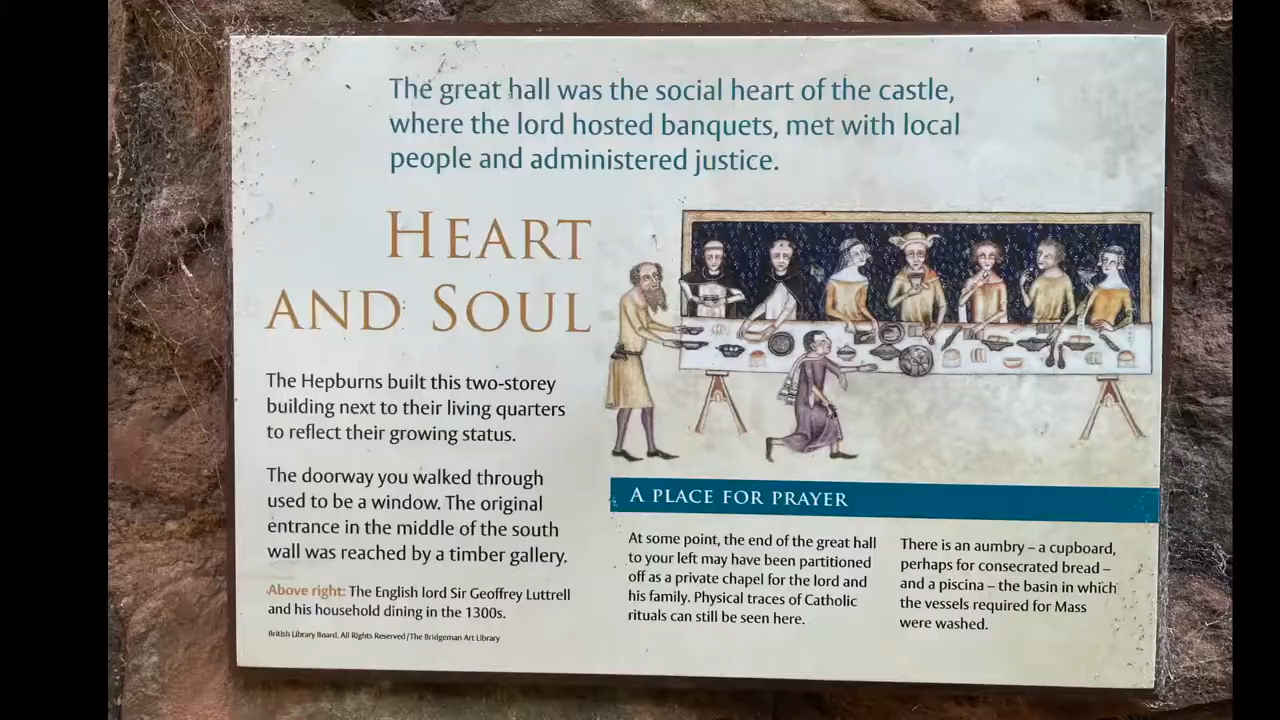 The great hall was the social heart of the castle,
where the lord hosted banquets, met with local
people and administered justice.
HEART
AND SOUL
The Hepburns built this two-storey
building next to their living quarters
to reflect their growing status.
The doorway you walked through
used to be a window. The original
entrance in the middle of the south
wall was reached by a timber gallery.
Above right: The English lord Sir Geoffrey Luttrell
and his household dining in the 1300s.
British Library Board. All Rights Reserved/The Bridgeman Art Library
A PLACE FOR PRAYER
At some point, the end of the great hall
to your left may have been partitioned
off as a private chapel for the lord and
his family. Physical traces of Catholic
rituals can still be seen here.
There is an aumbry – a cupboard,
perhaps for consecrated bread –
and a piscina – the basin in which
the vessels required for Mass
were washed.